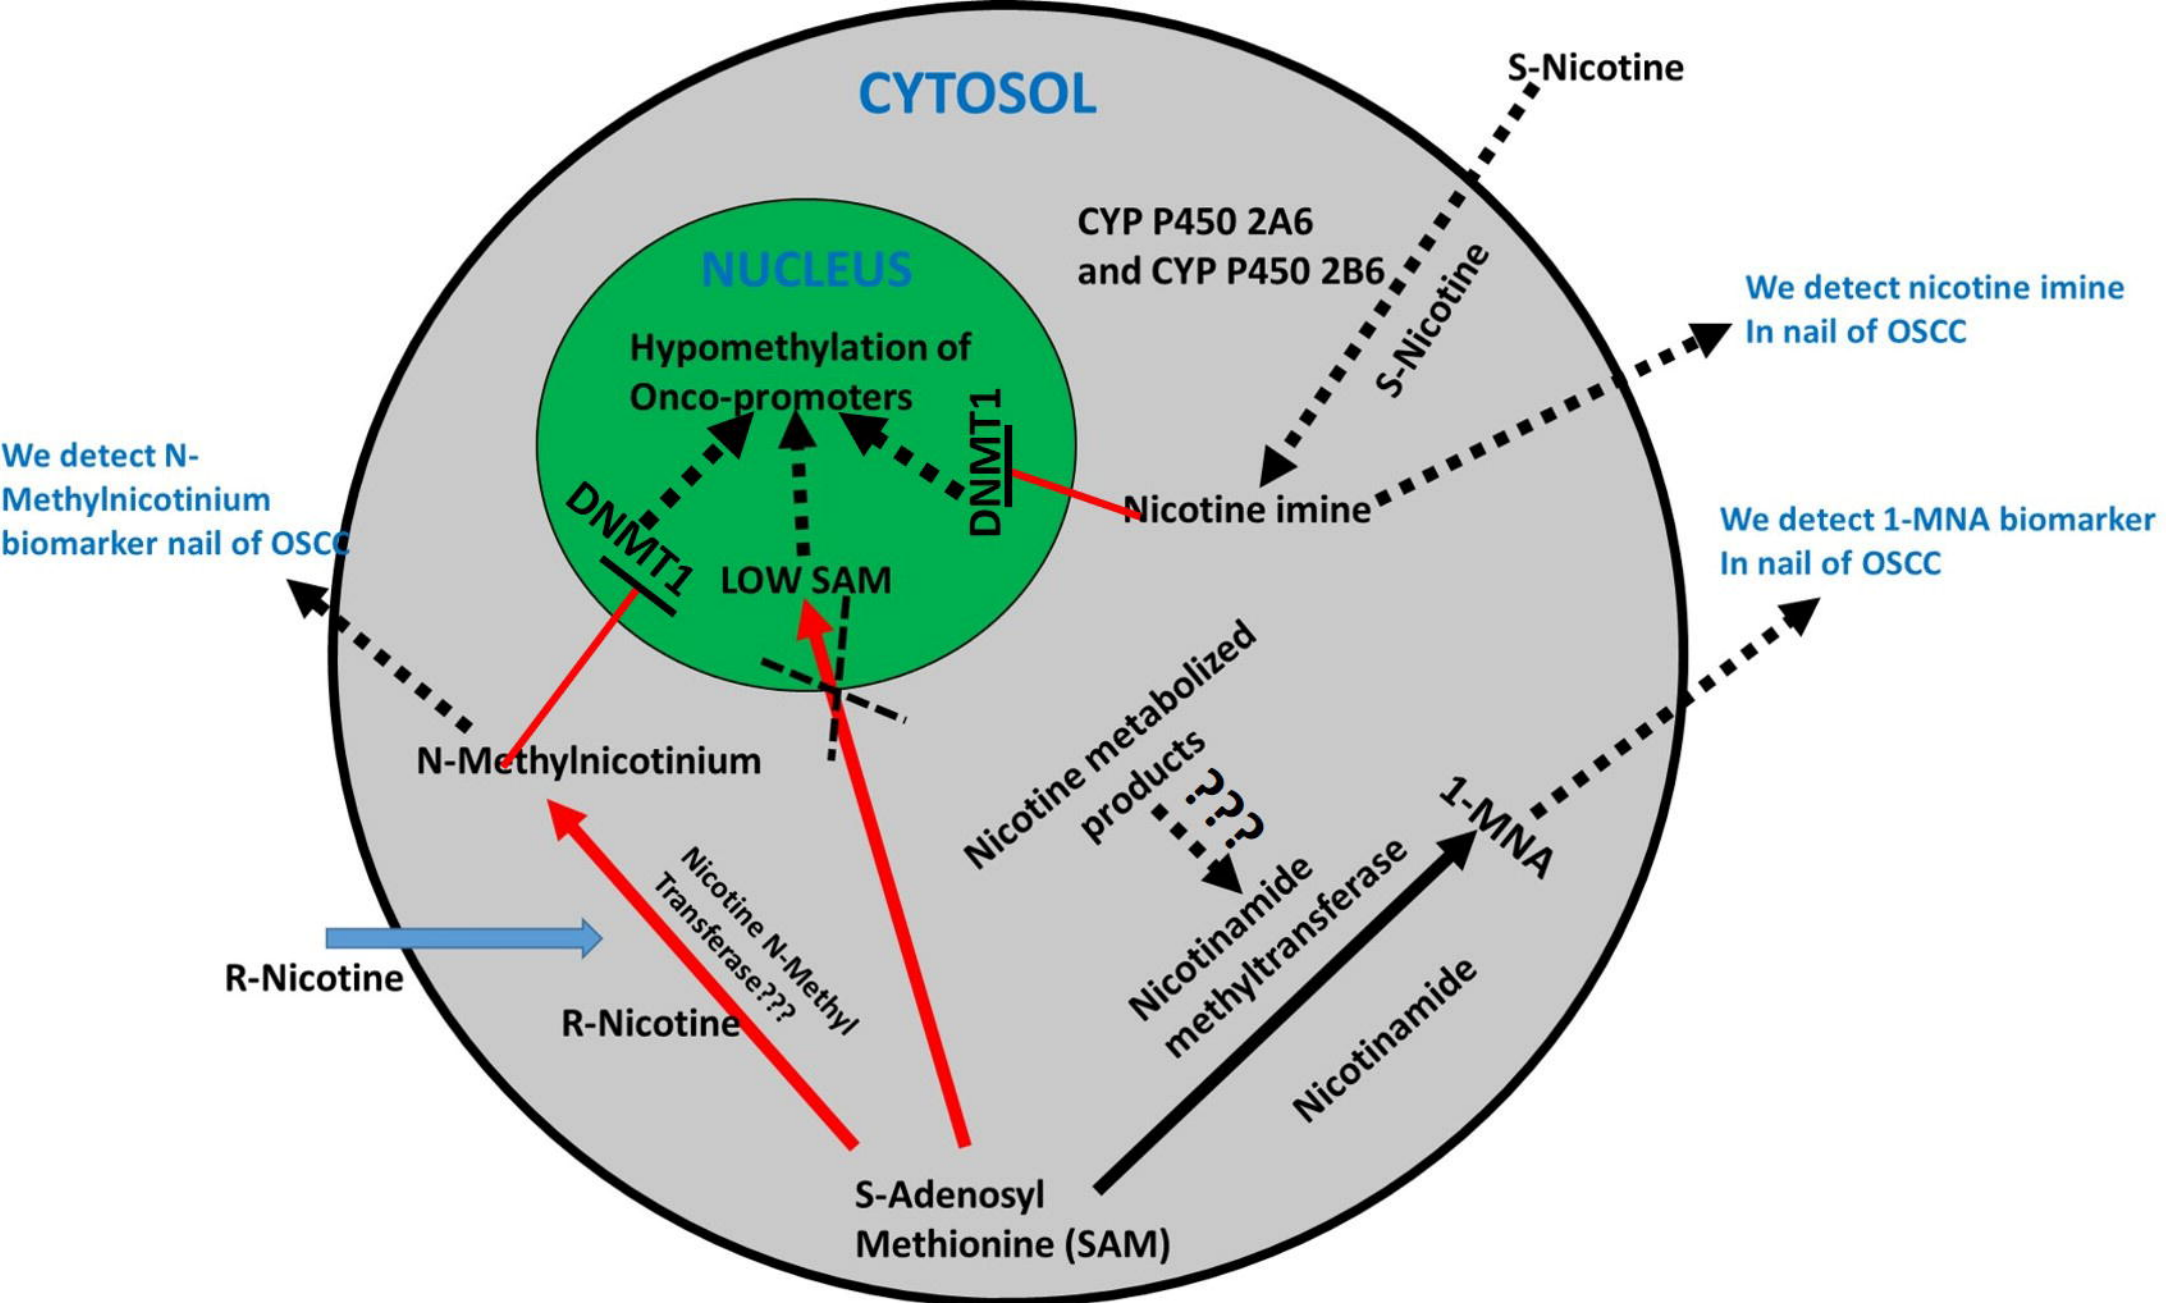 CYTOSOL
S-Nicotine
CYP P450 2A6
and CYP P450 2B6
S-Nicotine
NUCLEUS
Hypomethylation of
Onco-promoters
DNMT1
DNMT1
LOW SAM
Nicotine imine
We detect nicotine imine
In nail of OSCC
We detect N-
Methylnicotinium
biomarker nail of OSCC
We detect 1-MNA biomarker
In nail of OSCC
N-Methylnicotinium
Nicotine metabolized
products
???
Nicotinamide
methyltransferase
1-MNA
Nicotinamide
Nicotine N-Methyl
Transferase???
R-Nicotine
R-Nicotine
S-Adenosyl
Methionine (SAM)